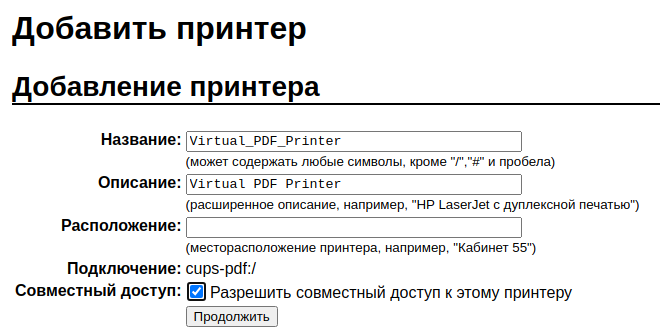 Добавить принтер
Добавление принтера
Название: Virtual_PDF_Printer
(может содержать любые символы, кроме "/","#" и пробела)
Описание: Virtual PDF Printer
(расширенное описание, например, "HP LaserJet с дуплексной печатью")
Расположение:
(месторасположение принтера, например, "Кабинет 55")
Подключение: cups-pdf:/
Совместный доступ: Разрешить совместный доступ к этому принтеру
Продолжить